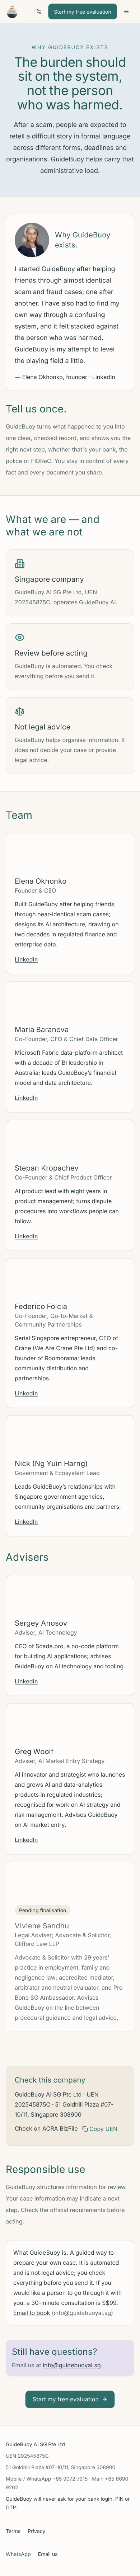 Start my free evaluation
WHY GUIDEBUOY EXISTS
The burden should
sit on the system,
not the person
who was harmed.
After a scam, people are expected to
retell a difficult story in formal language
across different forms, deadlines and
organisations. GuideBuoy helps carry that
administrative load.
Why GuideBuoy
exists.
I started GuideBuoy after helping
friends through almost identical
scam and fraud cases, one after
another. I have also had to find my
own way through a confusing
system, and it felt stacked against
the person who was harmed.
GuideBuoy is my attempt to level
the playing field a little.
— Elena Okhonko, founder · LinkedIn
Tell us once.
GuideBuoy turns what happened to you into
one clear, checked record, and shows you the
right next step, whether that's your bank, the
police or FIDReC. You stay in control of every
fact and every document you share.
What we are — and
what we are not
Singapore company
GuideBuoy AI SG Pte Ltd, UEN
202545875C, operates GuideBuoy AI.
Review before acting
GuideBuoy is automated. You check
everything before you send it.
Not legal advice
GuideBuoy helps organise information. It
does not decide your case or provide
legal advice.
Team
Elena Okhonko
Founder & CEO
Built GuideBuoy after helping friends
through near-identical scam cases;
designs its AI architecture, drawing on
two decades in regulated finance and
enterprise data.
LinkedIn
Maria Baranova
Co-Founder, CFO & Chief Data Officer
Microsoft Fabric data-platform architect
with a decade of BI leadership in
Australia; leads GuideBuoy's financial
model and data architecture.
LinkedIn
Stepan Kropachev
Co-Founder & Chief Product Officer
AI product lead with eight years in
product management; turns dispute
procedures into workflows people can
follow.
LinkedIn
Federico Folcia
Co-Founder, Go-to-Market &
Community Partnerships
Serial Singapore entrepreneur, CEO of
Crane (We Are Crane Pte Ltd) and co-
founder of Roomorama; leads
community distribution and
partnerships.
LinkedIn
Nick (Ng Yuin Harng)
Government & Ecosystem Lead
Leads GuideBuoy's relationships with
Singapore government agencies,
community organisations and partners.
LinkedIn
Advisers
Sergey Anosov
Adviser, AI Technology
CEO of Scade.pro, a no-code platform
for building AI applications; advises
GuideBuoy on AI technology and tooling.
LinkedIn
Greg Woolf
Adviser, AI Market Entry Strategy
AI innovator and strategist who launches
and grows AI and data-analytics
products in regulated industries;
recognised for work on AI strategy and
risk management. Advises GuideBuoy
on AI market entry.
LinkedIn
Pending finalisation
Viviene Sandhu
Legal Adviser; Advocate & Solicitor,
Clifford Law LLP
Advocate & Solicitor with 29 years'
practice in employment, family and
negligence law; accredited mediator,
arbitrator and neutral evaluator, and Pro
Bono SG Ambassador. Advises
GuideBuoy on the line between
procedural guidance and legal advice.
Check this company
GuideBuoy AI SG Pte Ltd · UEN
202545875C · 51 Goldhill Plaza #07-
10/11, Singapore 308900
Check on ACRA BizFile Copy UEN
Responsible use
GuideBuoy structures information for review.
Your case information may indicate a next
step. Check the official requirements before
acting.
What GuideBuoy is. A guided way to
prepare your own case. It is automated
and is not legal advice; you check
everything before you send it. If you
would like a person to go through it with
you, a 30-minute consultation is S$99.
Email to book (info@guidebuoyai.sg)
Still have questions?
Email us at info@guidebuoyai.sg.
Start my free evaluation →
GuideBuoy AI SG Pte Ltd
UEN 202545875C
51 Goldhill Plaza #07-10/11, Singapore 308900
Mobile / WhatsApp +65 8072 7915 · Main +65 6690
9262
GuideBuoy will never ask for your bank login, PIN or
OTP.
Terms Privacy
WhatsApp Email us